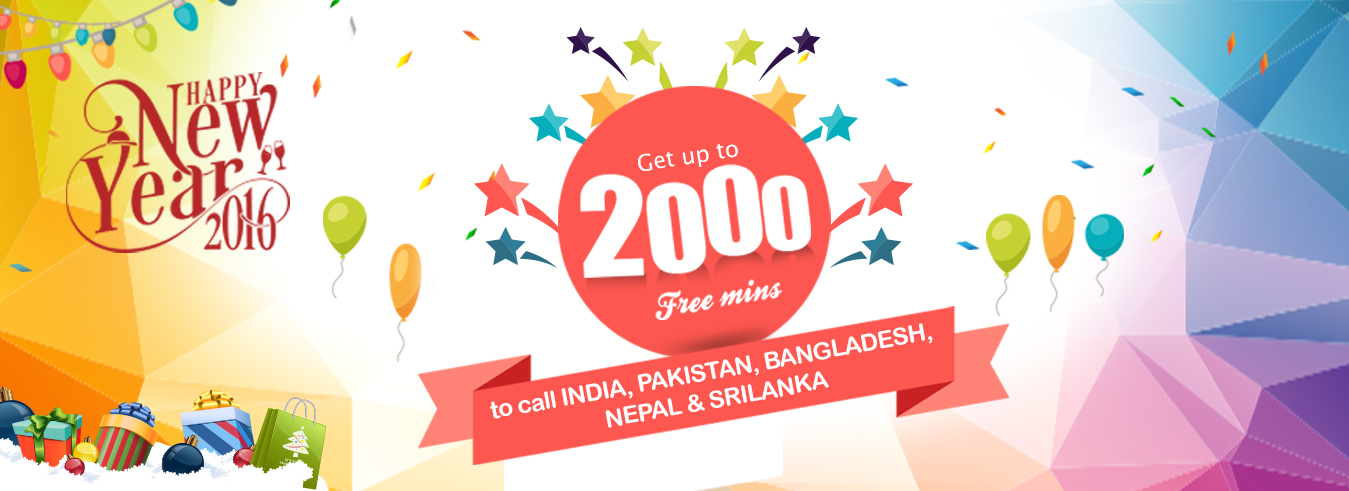 HAPPY
New
Year
2016
Get up to
2000
Free mins
to call INDIA, PAKISTAN, BANGLADESH,
NEPAL & SRILANKA